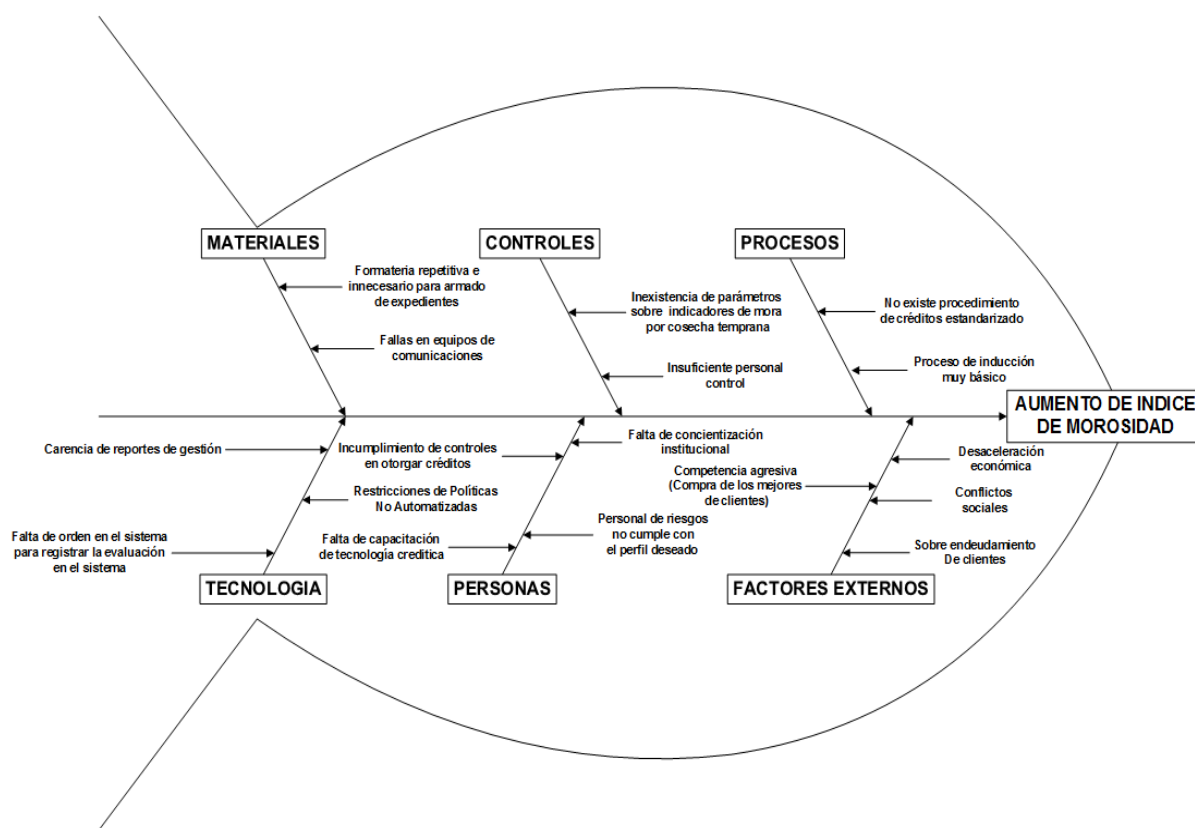 MATERIALES
CONTROLES
PROCESOS
Formateria repetitiva e
innecesario para armado
de expedientes
Fallas en equipos de
comunicaciones
Inexistencia de parámetros
sobre indicadores de mora
por cosecha temprana
Insuficiente personal
control
No existe procedimiento
de créditos estandarizado
Proceso de inducción
muy básico
AUMENTO DE INDICE
DE MOROSIDAD
Carencia de reportes de gestión
Restricciones de Políticas
No Automatizadas
Falta de orden en el sistema
para registrar la evaluación
en el sistema
Incumplimiento de controles
en otorgar créditos
Falta de concientización
institucional
Personal de riesgos
no cumple con
el perfil deseado
Falta de capacitación
de tecnología creditica
Competencia agresiva
(Compra de los mejores
de clientes)
Desaceleración
económica
Conflictos
sociales
Sobre endeudamiento
De clientes
TECNOLOGIA
PERSONAS
FACTORES EXTERNOS